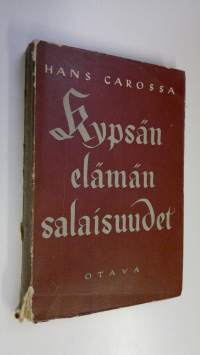 HANS CAROSSA
Kypsän
elämän
salaisuudet
OTAVA